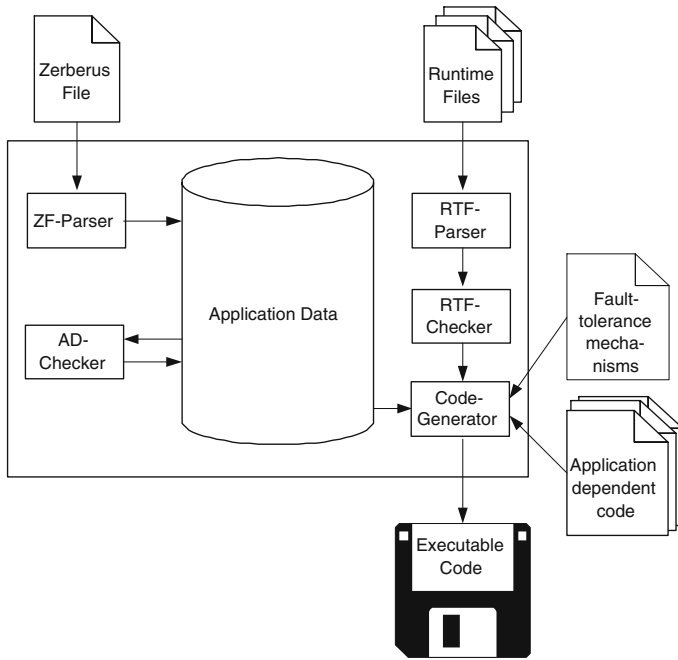 Zerberus
File
Runtime
Files
ZF-Parser
RTF-
Parser
AD-
Checker
Application Data
RTF-
Checker
Code-
Generator
Fault-
tolerance
mecha-
nisms
Application
dependent
code
Executable
Code